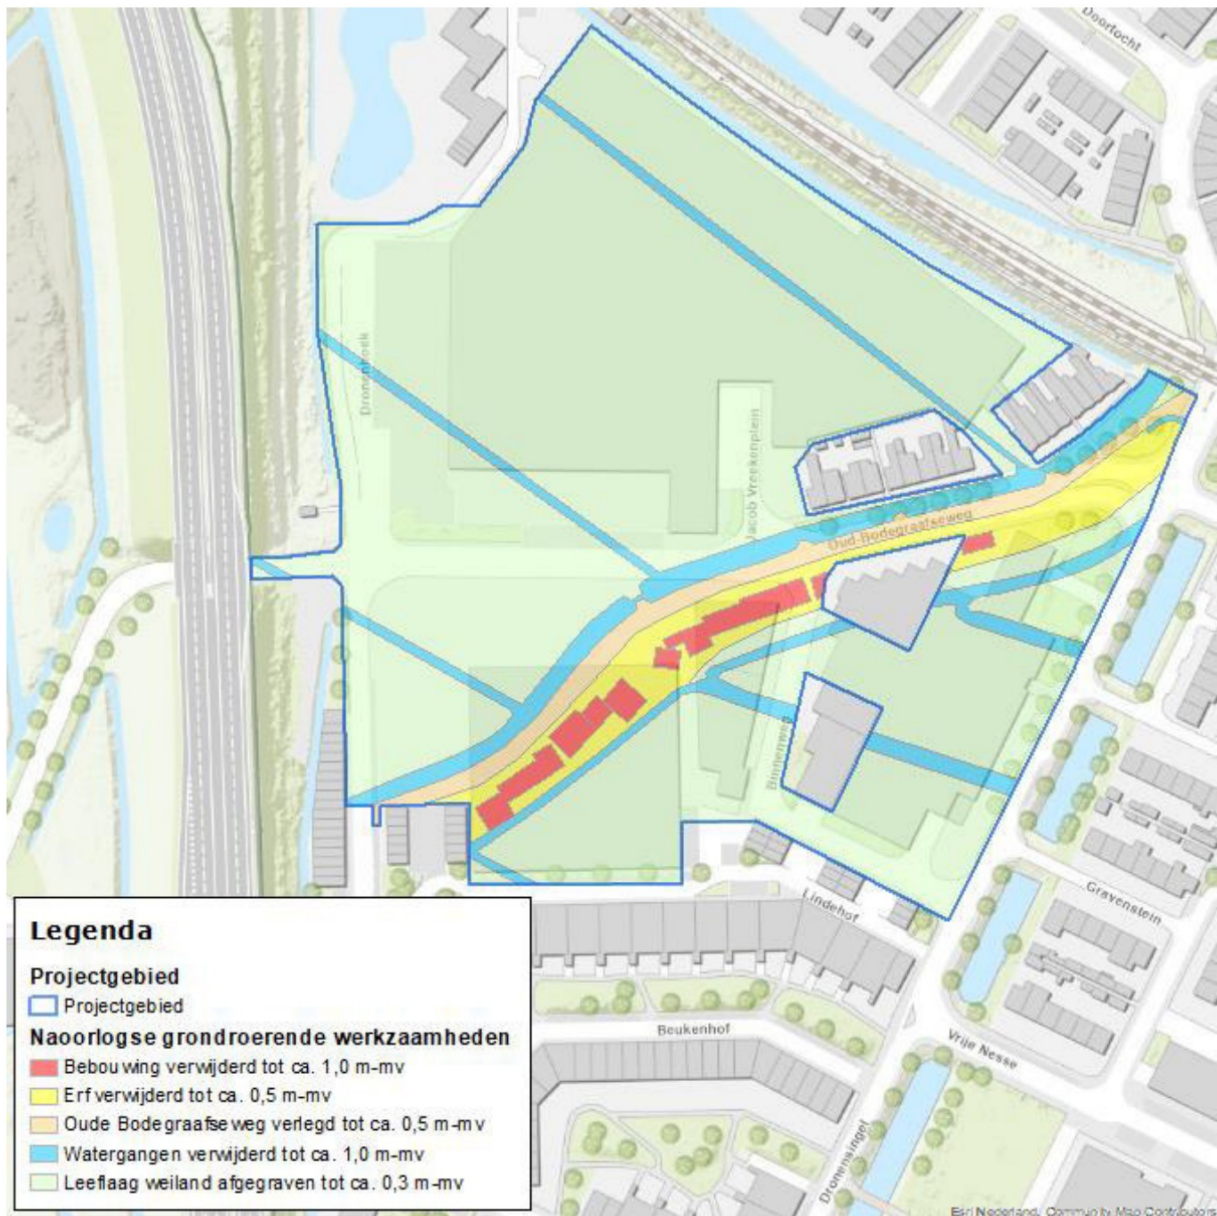 Doortocht
Dronenhoek
Jacob Vreekenplein
Oud-Bodegraafseweg
Binnenweg
Lindehof
Gravenstein
Beukenhof
Vrije Nesse
Dronensingel
Legenda
Projectgebied
Projectgebied
Naoorlogse grondroerende werkzaamheden
Bebouwing verwijderd tot ca. 1,0 m-mv
Erf verwijderd tot ca. 0,5 m-mv
Oude Bodegraafseweg verlegd tot ca. 0,5 m-mv
Watergangen verwijderd tot ca. 1,0 m-mv
Leeflaag weiland afgegraven tot ca. 0,3 m-mv
Esri Nederland, Community Map Contributors